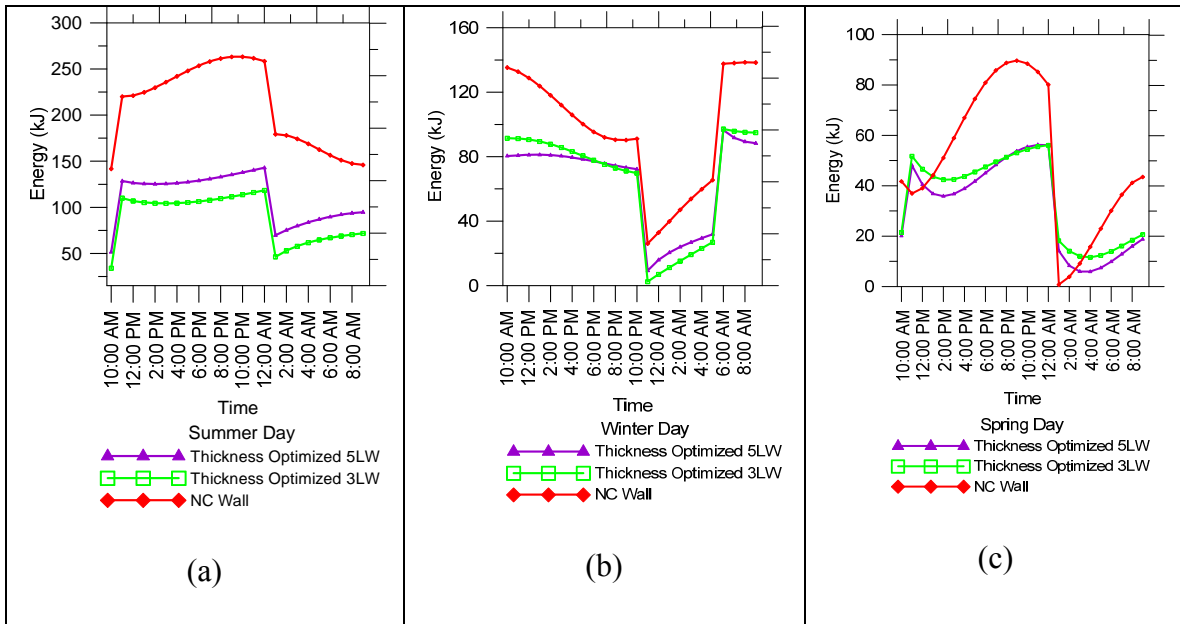 300
250
200
150
100
50
Energy (kJ)
10:00 AM
12:00 PM
2:00 PM
4:00 PM
6:00 PM
8:00 PM
10:00 PM
12:00 AM
2:00 AM
4:00 AM
6:00 AM
8:00 AM
Time
Summer Day
Thickness Optimized 5LW
Thickness Optimized 3LW
NC Wall
(a)
160
120
80
40
0
Energy (kJ)
10:00 AM
12:00 PM
2:00 PM
4:00 PM
6:00 PM
8:00 PM
10:00 PM
12:00 AM
2:00 AM
4:00 AM
6:00 AM
8:00 AM
Time
Winter Day
Thickness Optimized 5LW
Thickness Optimized 3LW
NC Wall
(b)
100
80
60
40
20
0
Energy (kJ)
10:00 AM
12:00 PM
2:00 PM
4:00 PM
6:00 PM
8:00 PM
10:00 PM
12:00 AM
2:00 AM
4:00 AM
6:00 AM
8:00 AM
Time
Spring Day
Thickness Optimized 5LW
Thickness Optimized 3LW
NC Wall
(c)